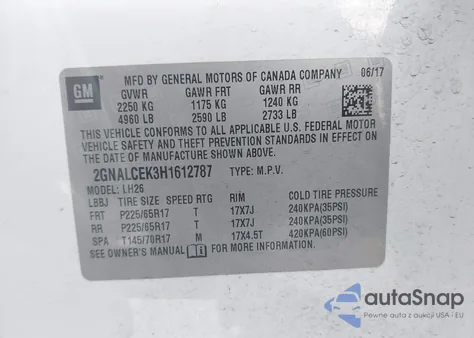 GM
MFD BY GENERAL MOTORS OF CANADA COMPANY 06/17
GVWR GAWR FRT GAWR RR
2250 KG 1175 KG 1240 KG
4960 LB 2590 LB 2733 LB
THIS VEHICLE CONFORMS TO ALL APPLICABLE U.S. FEDERAL MOTOR
VEHICLE SAFETY AND THEFT PREVENTION STANDARDS IN EFFECT ON
THE DATE OF MANUFACTURE SHOWN ABOVE.
2GNALCEK3H1612787 TYPE: M.P.V.
MODEL: LH26
LBBJ TIRE SIZE SPEED RTG RIM COLD TIRE PRESSURE
FRT P225/65R17 T 17X7J 240KPA(35PSI)
RR P225/65R17 T 17X7J 240KPA(35PSI)
SPA T145/70R17 M 17X4.5T 420KPA(60PSI)
SEE OWNER'S MANUAL FOR MORE INFORMATION.
autoSnap
Pewne auta z aukcji USA - EU